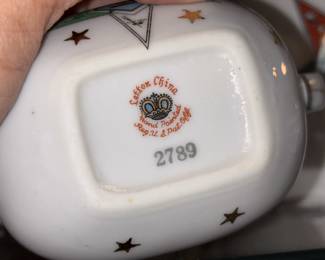 Lefton China
Hand Painted
Reg. U.S. Pat. Off.
2789